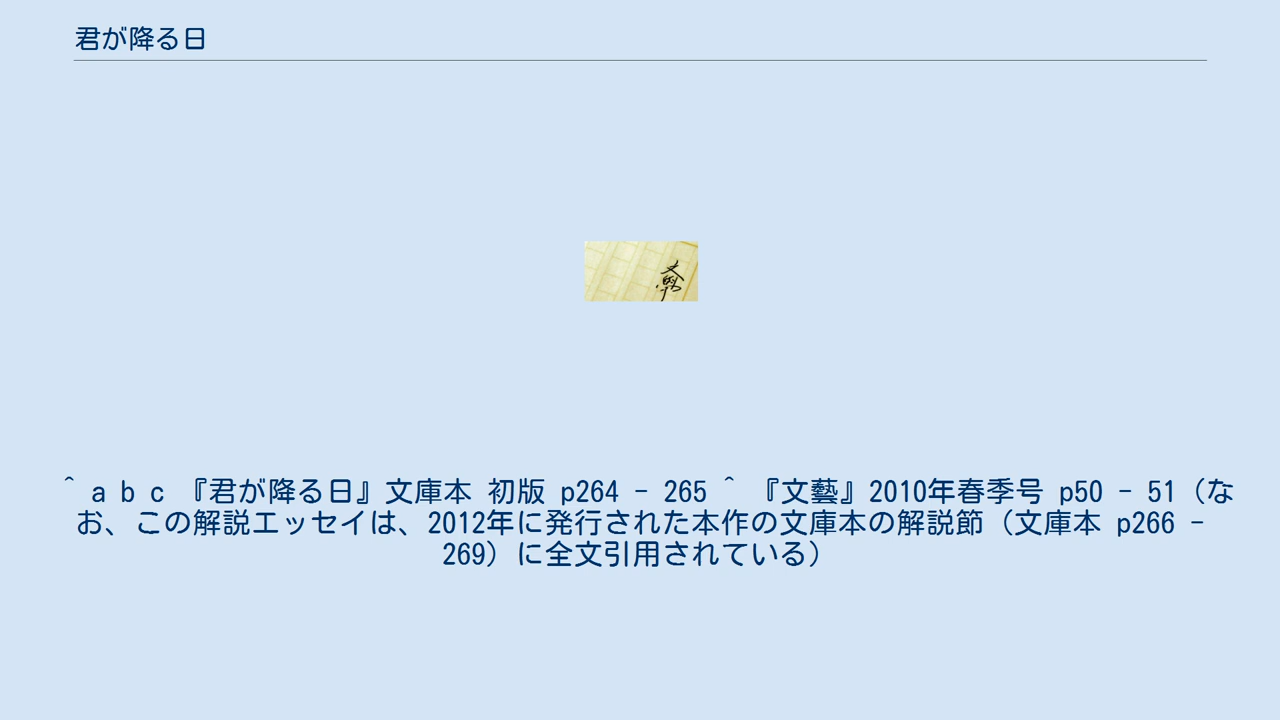 君が降る日
文
^ a b c 『君が降る日』文庫本 初版 p264 - 265 ^ 『文藝』2010年春季号 p50 - 51（な
お、この解説エッセイは、2012年に発行された本作の文庫本の解説節（文庫本 p266 -
269）に全文引用されている）